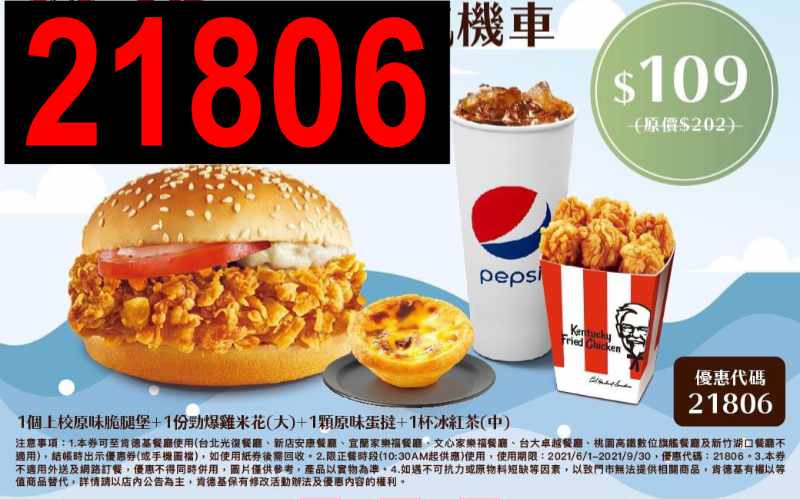 21806
機車
$109
(原價$202)
pepsi
Kentucky
Fried Chicken
優惠代碼
21806
1個上校原味脆腿堡+1份勁爆雞米花(大)+1顆原味蛋撻+1杯冰紅茶(中)
注意事項：1.本券可至肯德基餐廳使用(台北光復餐廳、新店安康餐廳、宜蘭家樂福餐廳、文心家樂福餐廳、台大卓越餐廳、桃園高鐵數位旗艦餐廳及新竹湖口餐廳不
適用)，結帳時出示優惠券(或手機圖檔)，如使用紙券後需回收。2.限正餐時段(10:30AM起供應)使用，使用期限：2021/6/1~2021/9/30，優惠代碼：21806。3.本券
不適用外送及網路訂餐，優惠不得同時併用，圖片僅供參考，產品以實物為準。4.如遇不可抗力或原物料短缺等因素，以致門市無法提供相關商品，肯德基有權以等
值商品替代，詳情請以店內公告為主，肯德基保有修改活動辦法及優惠內容的權利。